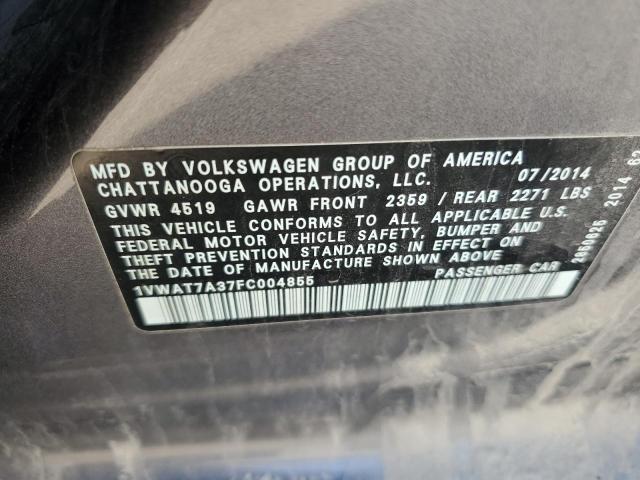 MFD BY VOLKSWAGEN GROUP OF AMERICA
CHATTANOOGA OPERATIONS, LLC. 07/2014
GVWR 4519 GAWR FRONT 2359 / REAR 2271 LBS
THIS VEHICLE CONFORMS TO ALL APPLICABLE U.S.
FEDERAL MOTOR VEHICLE SAFETY, BUMPER AND
THEFT PREVENTION STANDARDS IN EFFECT ON
THE DATE OF MANUFACTURE SHOWN ABOVE
1VWAT7A37FC004855 PASSENGER CAR
2014 62